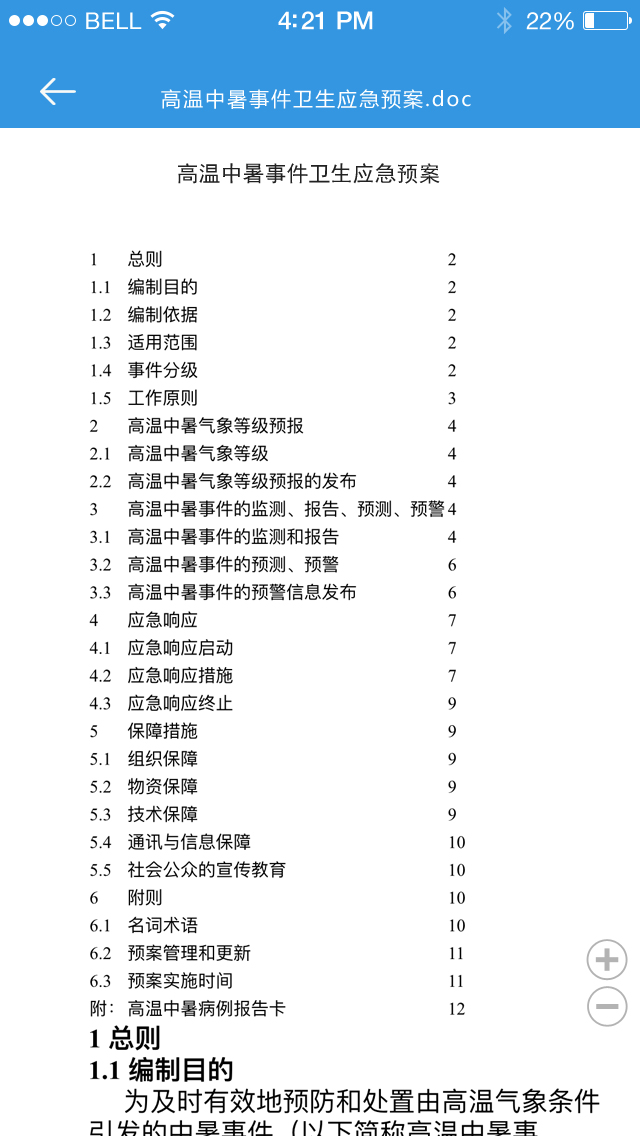 BELL 4:21 PM 22%
高温中暑事件卫生应急预案.doc
高温中暑事件卫生应急预案
1 总则 2
1.1 编制目的 2
1.2 编制依据 2
1.3 适用范围 2
1.4 事件分级 2
1.5 工作原则 3
2 高温中暑气象等级预报 4
2.1 高温中暑气象等级 4
2.2 高温中暑气象等级预报的发布 4
3 高温中暑事件的监测、报告、预测、预警 4
3.1 高温中暑事件的监测和报告 4
3.2 高温中暑事件的预测、预警 6
3.3 高温中暑事件的预警信息发布 6
4 应急响应 7
4.1 应急响应启动 7
4.2 应急响应措施 7
4.3 应急响应终止 9
5 保障措施 9
5.1 组织保障 9
5.2 物资保障 9
5.3 技术保障 9
5.4 通讯与信息保障 10
5.5 社会公众的宣传教育 10
6 附则 10
6.1 名词术语 10
6.2 预案管理和更新 11
6.3 预案实施时间 11
附：高温中暑病例报告卡 12
1 总则
1.1 编制目的
为及时有效地预防和处置由高温气象条件
引发的中暑事件（以下简称高温中暑事